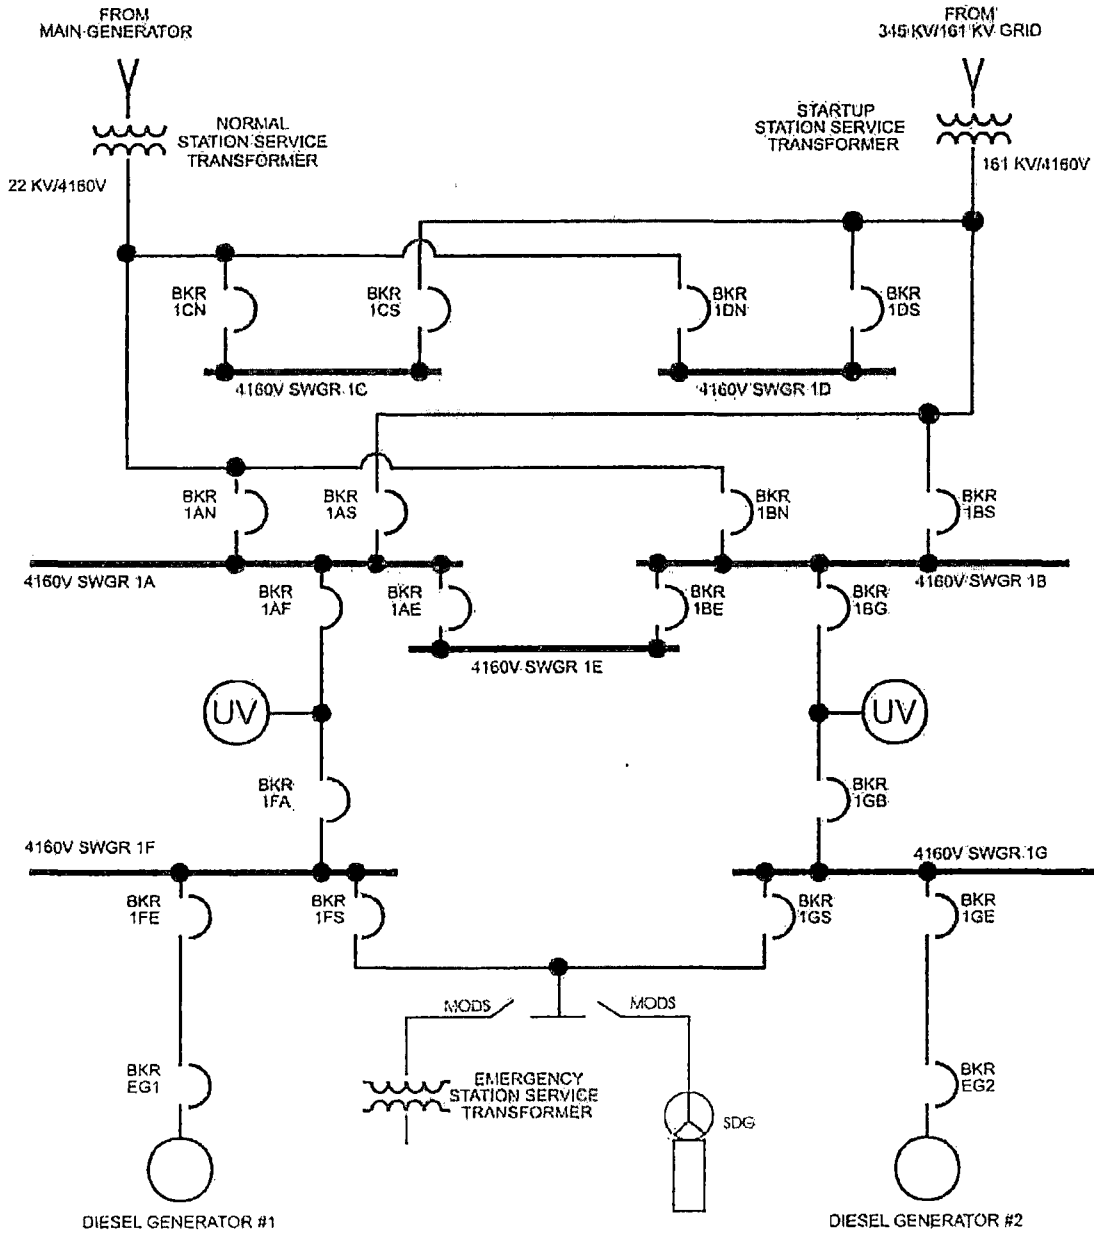 FROM
MAIN GENERATOR
FROM
345 KV/161 KV GRID
NORMAL
STATION SERVICE
TRANSFORMER
STARTUP
STATION SERVICE
TRANSFORMER
22 KV/4160V
161 KV/4160V
BKR
1CN
BKR
1CS
BKR
1DN
BKR
1DS
4160V SWGR 1C
4160V SWGR 1D
BKR
1AN
BKR
1AS
BKR
1BN
BKR
1BS
4160V SWGR 1A
4160V SWGR 1B
BKR
1AF
BKR
1AE
BKR
1BE
BKR
1BG
4160V SWGR 1E
UV
UV
BKR
1FA
BKR
1GB
4160V SWGR 1F
4160V SWGR 1G
BKR
1FE
BKR
1FS
BKR
1GS
BKR
1GE
MODS
MODS
BKR
EG1
EMERGENCY
STATION SERVICE
TRANSFORMER
SDG
BKR
EG2
DIESEL GENERATOR #1
DIESEL GENERATOR #2